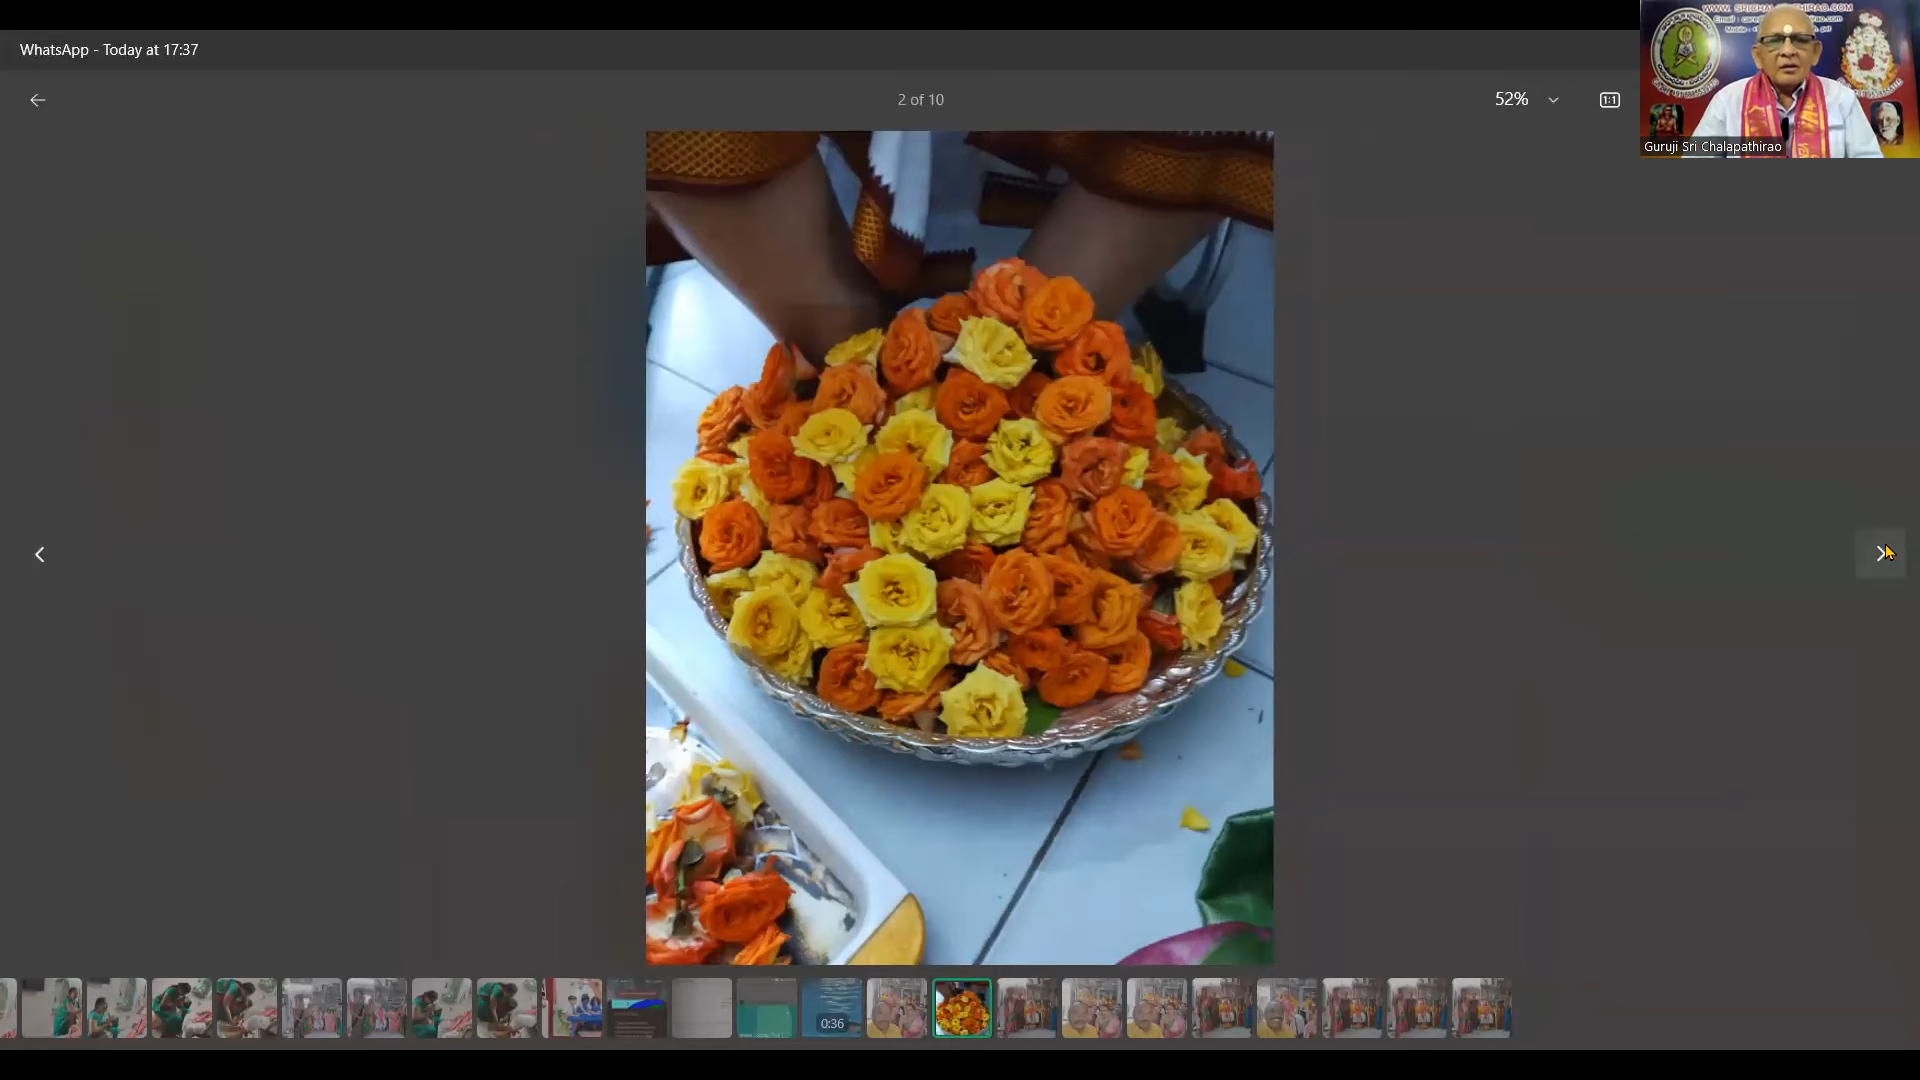 WhatsApp - Today at 17:37
2 of 10
52%
1:1
Guruji Sri Chalapathirao
0:36